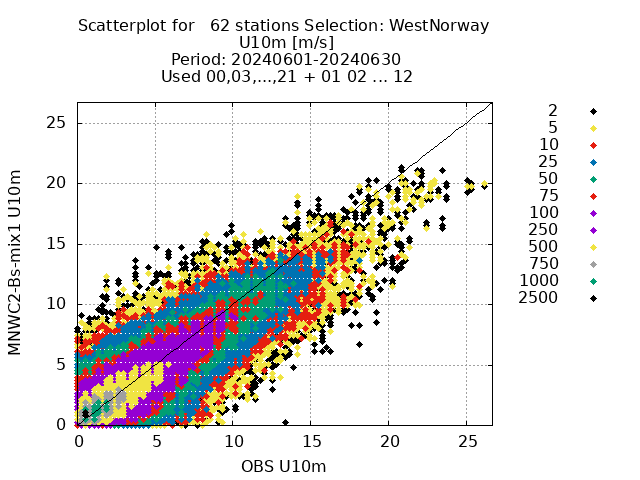 Scatterplot for   62 stations Selection: WestNorway
U10m [m/s]
Period: 20240601-20240630
Used 00,03,...,21 + 01 02 ... 12
MNWC2-Bs-mix1 U10m
25
20
15
10
5
0
0 5 10 15 20 25
OBS U10m
2
5
10
25
50
75
100
250
500
750
1000
2500